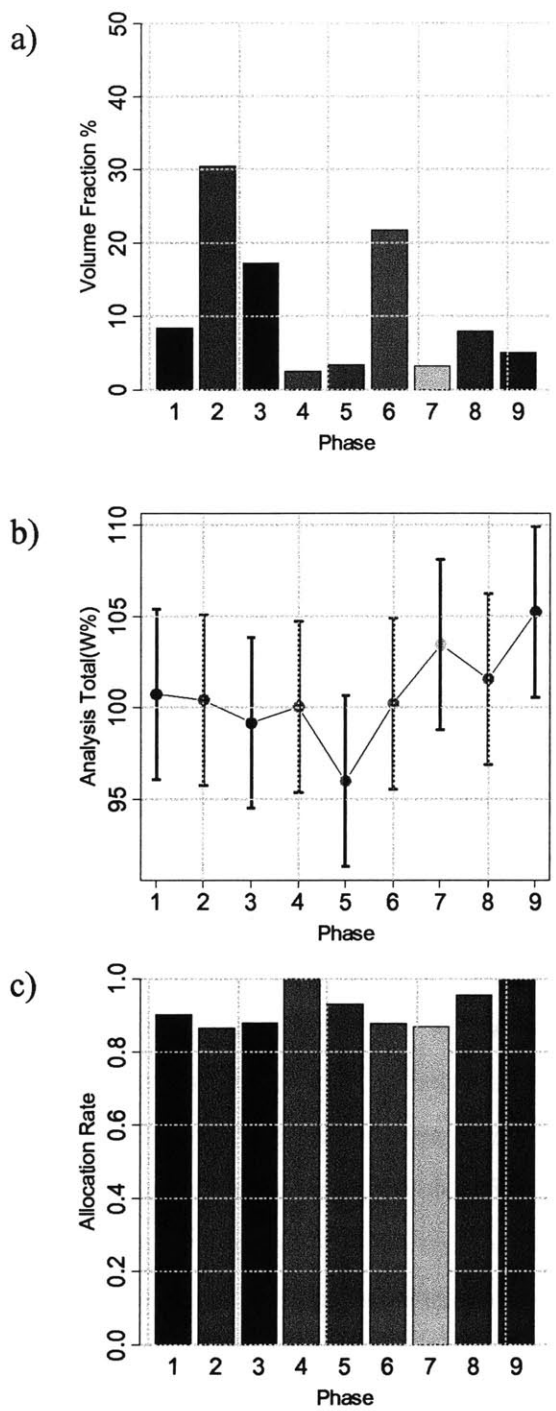 a)
Volume Fraction %
50
40
30
20
10
0
1 2 3 4 5 6 7 8 9
Phase
b)
Analysis Total(W%)
110
105
100
95
1 2 3 4 5 6 7 8 9
Phase
c)
Allocation Rate
1.0
0.8
0.6
0.4
0.2
0.0
1 2 3 4 5 6 7 8 9
Phase